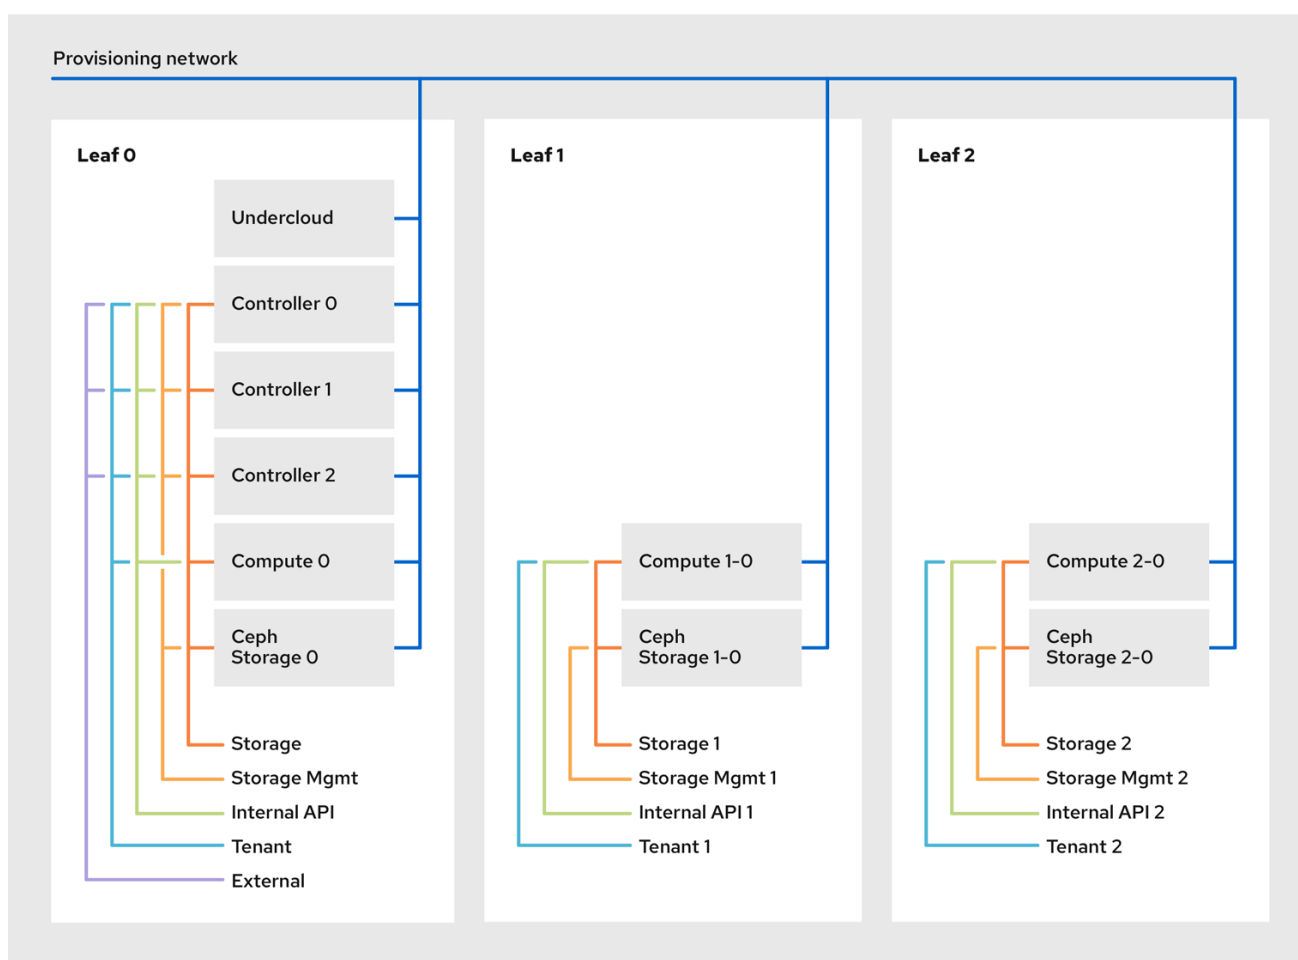 Provisioning network
Leaf 0
Undercloud
Controller 0
Controller 1
Controller 2
Compute 0
Ceph
Storage 0
Storage
Storage Mgmt
Internal API
Tenant
External
Leaf 1
Compute 1-0
Ceph
Storage 1-0
Storage 1
Storage Mgmt 1
Internal API 1
Tenant 1
Leaf 2
Compute 2-0
Ceph
Storage 2-0
Storage 2
Storage Mgmt 2
Internal API 2
Tenant 2